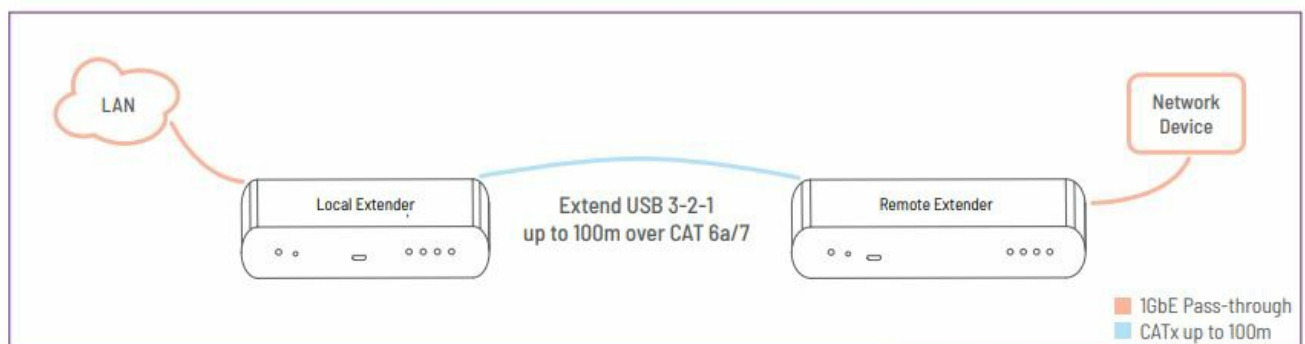 LAN
Network
Device
Local Extender
Extend USB 3-2-1
up to 100m over CAT 6a/7
Remote Extender
1GbE Pass-through
CATx up to 100m